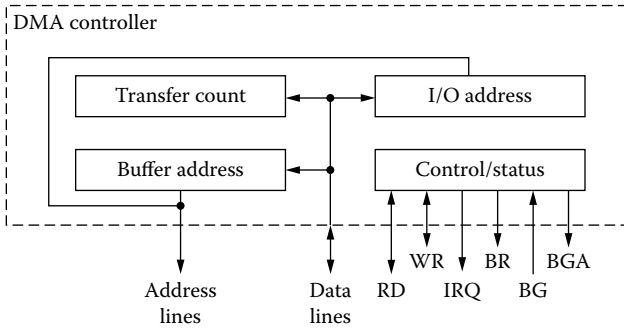 DMA controller
Transfer count
I/O address
Buffer address
Control/status
WR
BR
BGA
Address
lines
Data
lines
RD
IRQ
BG